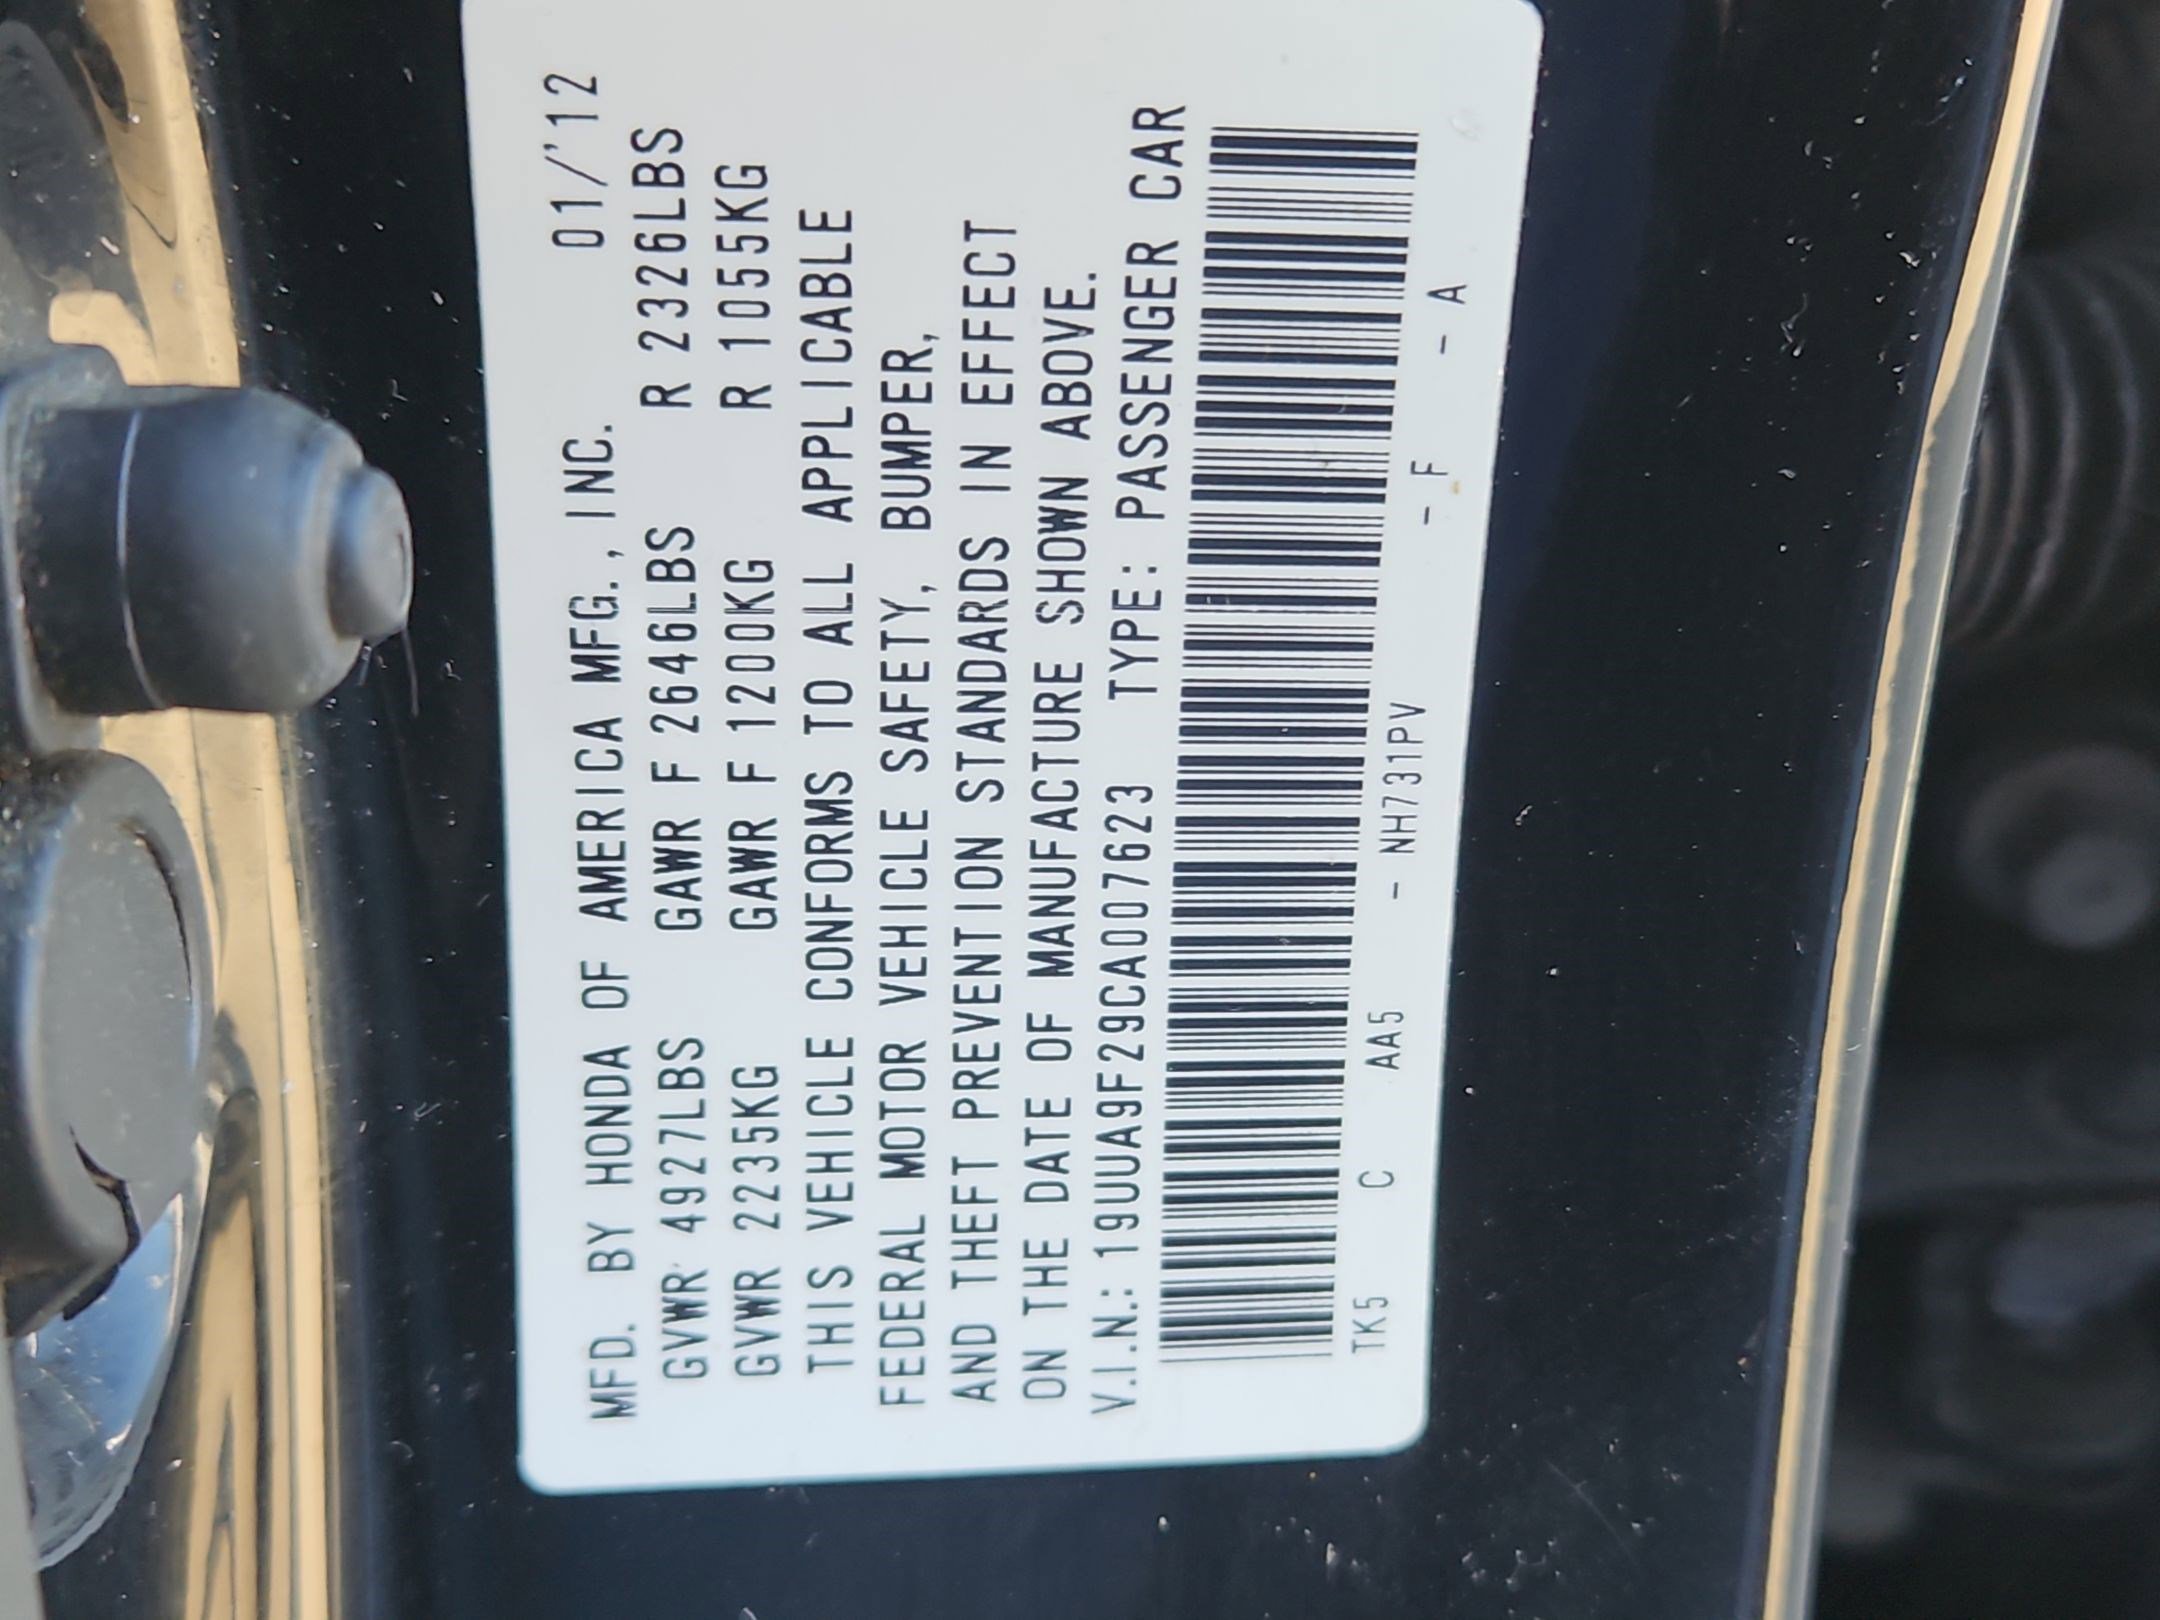 MFD. BY HONDA OF AMERICA MFG., INC. 01/'12
GVWR 4927LBS GAWR F 2646LBS R 2326LBS
GVWR 2235KG GAWR F 1200KG R 1055KG
THIS VEHICLE CONFORMS TO ALL APPLICABLE
FEDERAL MOTOR VEHICLE SAFETY, BUMPER,
AND THEFT PREVENTION STANDARDS IN EFFECT
ON THE DATE OF MANUFACTURE SHOWN ABOVE.
V.I.N.: 19UUA9F29CA007623 TYPE: PASSENGER CAR
TK5 C AA5 - NH731PV - F - A